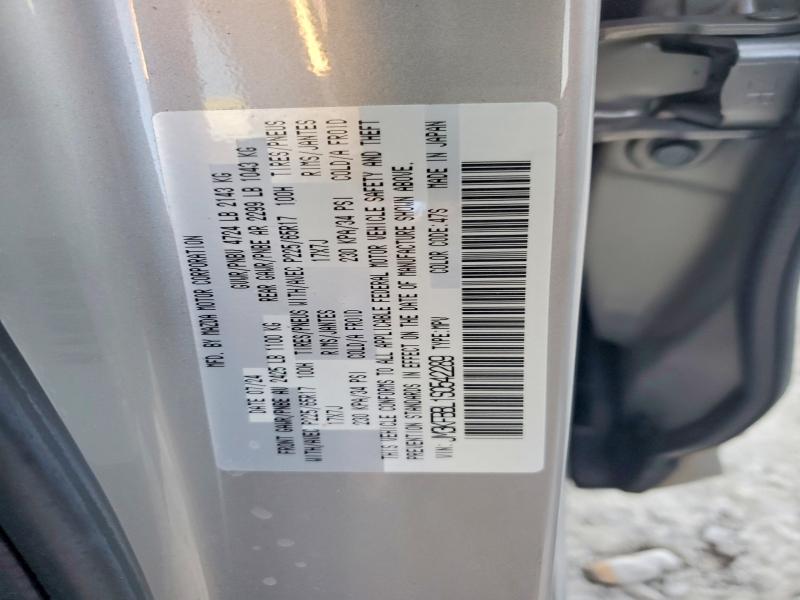 MFD. BY MAZDA MOTOR CORPORATION
DATE 07/24 GVWR/PNBV 4724 LB 2143 KG
FRONT GAWR/PNBE AV 2425 LB 1100 KG REAR GAWR/PNBE AR 2299 LB 1043 KG
WITH/AVEC P225/65R17 100H TIRES/PNEUS WITH/AVEC P225/65R17 100H TIRES/PNEUS
17X7J RIMS/JANTES 17X7J RIMS/JANTES
230 KPA/34 PSI COLD/A FROID 230 KPA/34 PSI COLD/A FROID
THIS VEHICLE CONFORMS TO ALL APPLICABLE FEDERAL MOTOR VEHICLE SAFETY AND THEFT
PREVENTION STANDARDS IN EFFECT ON THE DATE OF MANUFACTURE SHOWN ABOVE.
VIN: TYPE:MPV COLOR CODE:47S MADE IN JAPAN